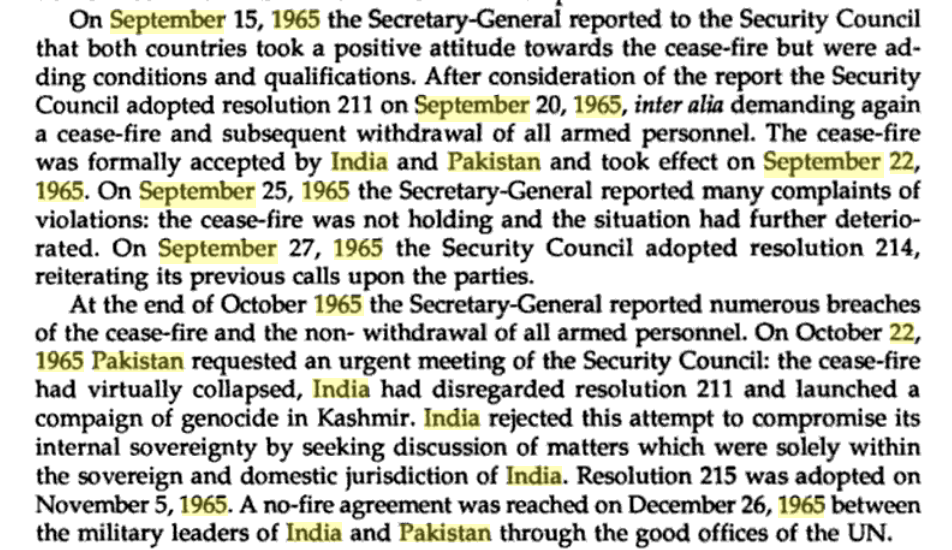 On September 15, 1965 the Secretary-General reported to the Security Council
that both countries took a positive attitude towards the cease-fire but were ad-
ding conditions and qualifications. After consideration of the report the Security
Council adopted resolution 211 on September 20, 1965, inter alia demanding again
a cease-fire and subsequent withdrawal of all armed personnel. The cease-fire
was formally accepted by India and Pakistan and took effect on September 22,
1965. On September 25, 1965 the Secretary-General reported many complaints of
violations: the cease-fire was not holding and the situation had further deterio-
rated. On September 27, 1965 the Security Council adopted resolution 214,
reiterating its previous calls upon the parties.
At the end of October 1965 the Secretary-General reported numerous breaches
of the cease-fire and the non- withdrawal of all armed personnel. On October 22,
1965 Pakistan requested an urgent meeting of the Security Council: the cease-fire
had virtually collapsed, India had disregarded resolution 211 and launched a
compaign of genocide in Kashmir. India rejected this attempt to compromise its
internal sovereignty by seeking discussion of matters which were solely within
the sovereign and domestic jurisdiction of India. Resolution 215 was adopted on
November 5, 1965. A no-fire agreement was reached on December 26, 1965 between
the military leaders of India and Pakistan through the good offices of the UN.